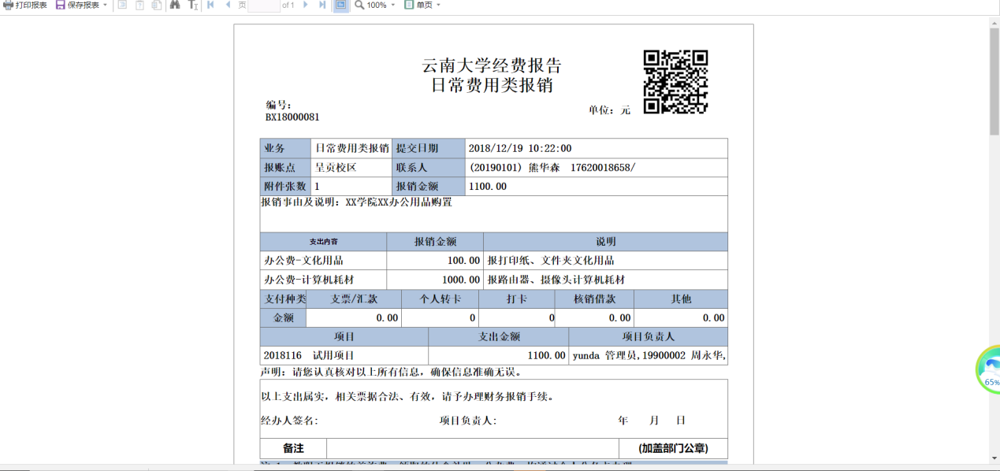 打印报表 保存报表 页 of 1 100% 单页
云南大学经费报告
日常费用类报销
编号:
BX18000081
单位: 元
业务 日常费用类报销 提交日期 2018/12/19 10:22:00
报账点 呈贡校区 联系人 (20190101) 熊华森 17620018658/
附件张数 1 报销金额 1100.00
报销事由及说明: XX学院XX办公用品购置
支出内容 报销金额 说明
办公费-文化用品 100.00 报打印纸、文件夹文化用品
办公费-计算机耗材 1000.00 报路由器、摄像头计算机耗材
支付种类 支票/汇款 个人转卡 打卡 核销借款 其他
金额 0.00 0 0 0.00 0.00
项目 支出金额 项目负责人
2018116 试用项目 1100.00 yunda 管理员,19900002 周永华,
声明: 请您认真核对以上所有信息, 确保信息准确无误。
65%
以上支出属实, 相关票据合法、有效, 请予办理财务报销手续。
经办人签名: 项目负责人: 年 月 日
备注 (加盖部门公章)